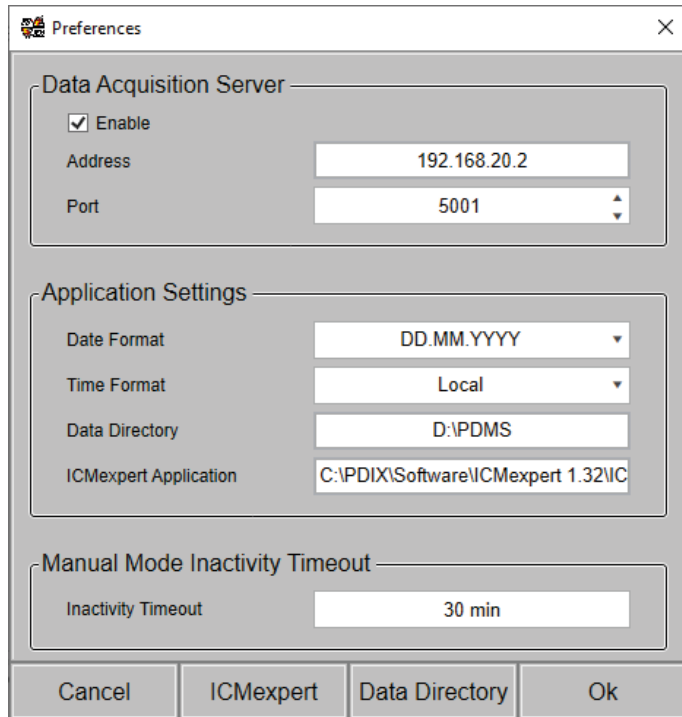 Preferences
Data Acquisition Server
Enable
Address 192.168.20.2
Port 5001
Application Settings
Date Format DD.MM.YYYY
Time Format Local
Data Directory D:\PDMS
ICMexpert Application C:\PDIX\Software\ICMexpert 1.32\IC
Manual Mode Inactivity Timeout
Inactivity Timeout 30 min
Cancel ICMexpert Data Directory Ok